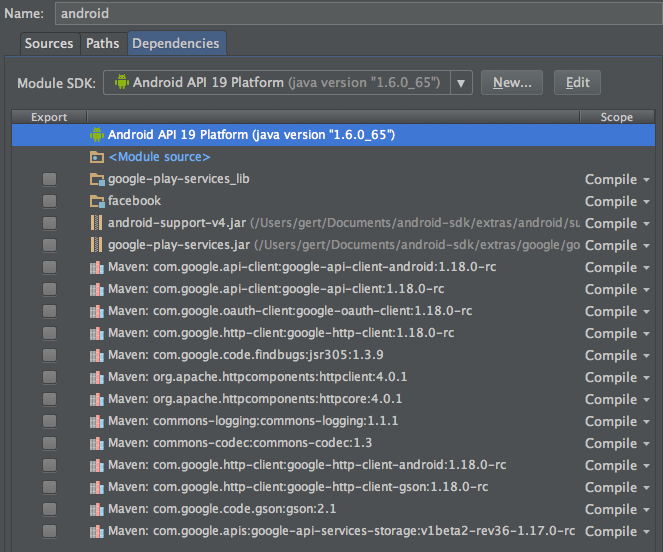 Name: android
Sources Paths Dependencies
Module SDK: Android API 19 Platform (java version "1.6.0_65") New... Edit
Export Scope
Android API 19 Platform (java version "1.6.0_65")
<Module source>
google-play-services_lib Compile
facebook Compile
android-support-v4.jar (/Users/gert/Documents/android-sdk/extras/android/su Compile
google-play-services.jar (/Users/gert/Documents/android-sdk/extras/google/go Compile
Maven: com.google.api-client:google-api-client-android:1.18.0-rc Compile
Maven: com.google.api-client:google-api-client:1.18.0-rc Compile
Maven: com.google.oauth-client:google-oauth-client:1.18.0-rc Compile
Maven: com.google.http-client:google-http-client:1.18.0-rc Compile
Maven: com.google.code.findbugs:jsr305:1.3.9 Compile
Maven: org.apache.httpcomponents:httpclient:4.0.1 Compile
Maven: org.apache.httpcomponents:httpcore:4.0.1 Compile
Maven: commons-logging:commons-logging:1.1.1 Compile
Maven: commons-codec:commons-codec:1.3 Compile
Maven: com.google.http-client:google-http-client-android:1.18.0-rc Compile
Maven: com.google.http-client:google-http-client-gson:1.18.0-rc Compile
Maven: com.google.code.gson:gson:2.1 Compile
Maven: com.google.apis:google-api-services-storage:v1beta2-rev36-1.17.0-rc Compile